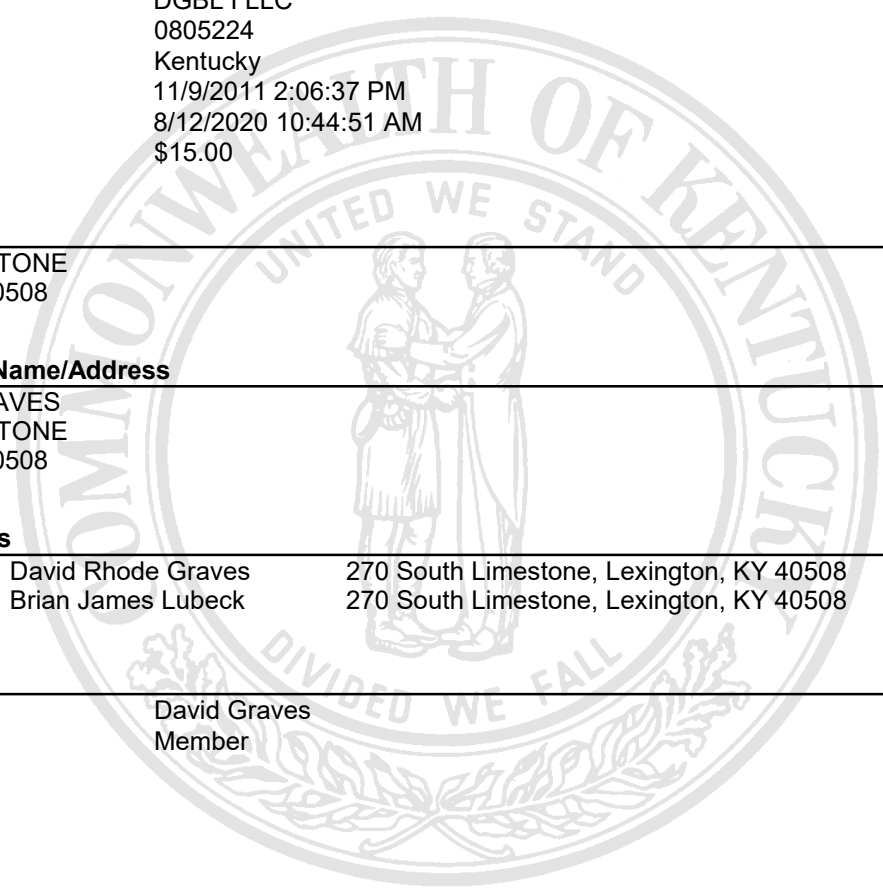 DGBL I LLC
0805224
Kentucky
11/9/2011 2:06:37 PM
8/12/2020 10:44:51 AM
$15.00
TONE
0508
Name/Address
AVES
TONE
0508
s
David Rhode Graves 270 South Limestone, Lexington, KY 40508
Brian James Lubeck 270 South Limestone, Lexington, KY 40508
David Graves
Member
COMMONWEALTH OF KENTUCKY
UNITED WE STAND
DIVIDED WE FALL